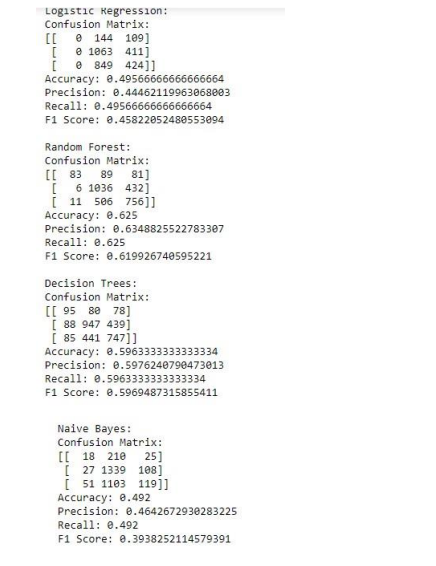 Logistic Regression:
Confusion Matrix:
[[   0  144  109]
 [   0 1063  411]
 [   0  849  424]]
Accuracy: 0.49566666666666664
Precision: 0.44462119963068003
Recall: 0.49566666666666664
F1 Score: 0.45822052480553094
Random Forest:
Confusion Matrix:
[[  83   89   81]
 [   6 1036  432]
 [  11  506  756]]
Accuracy: 0.625
Precision: 0.6348825522783307
Recall: 0.625
F1 Score: 0.619926740595221
Decision Trees:
Confusion Matrix:
[[ 95  80  78]
 [ 88 947 439]
 [ 85 441 747]]
Accuracy: 0.5963333333333334
Precision: 0.5976240790473013
Recall: 0.5963333333333334
F1 Score: 0.5969487315855411
Naive Bayes:
Confusion Matrix:
[[  18  210   25]
 [  27 1339  108]
 [  51 1103  119]]
Accuracy: 0.492
Precision: 0.4642672930283225
Recall: 0.492
F1 Score: 0.3938252114579391